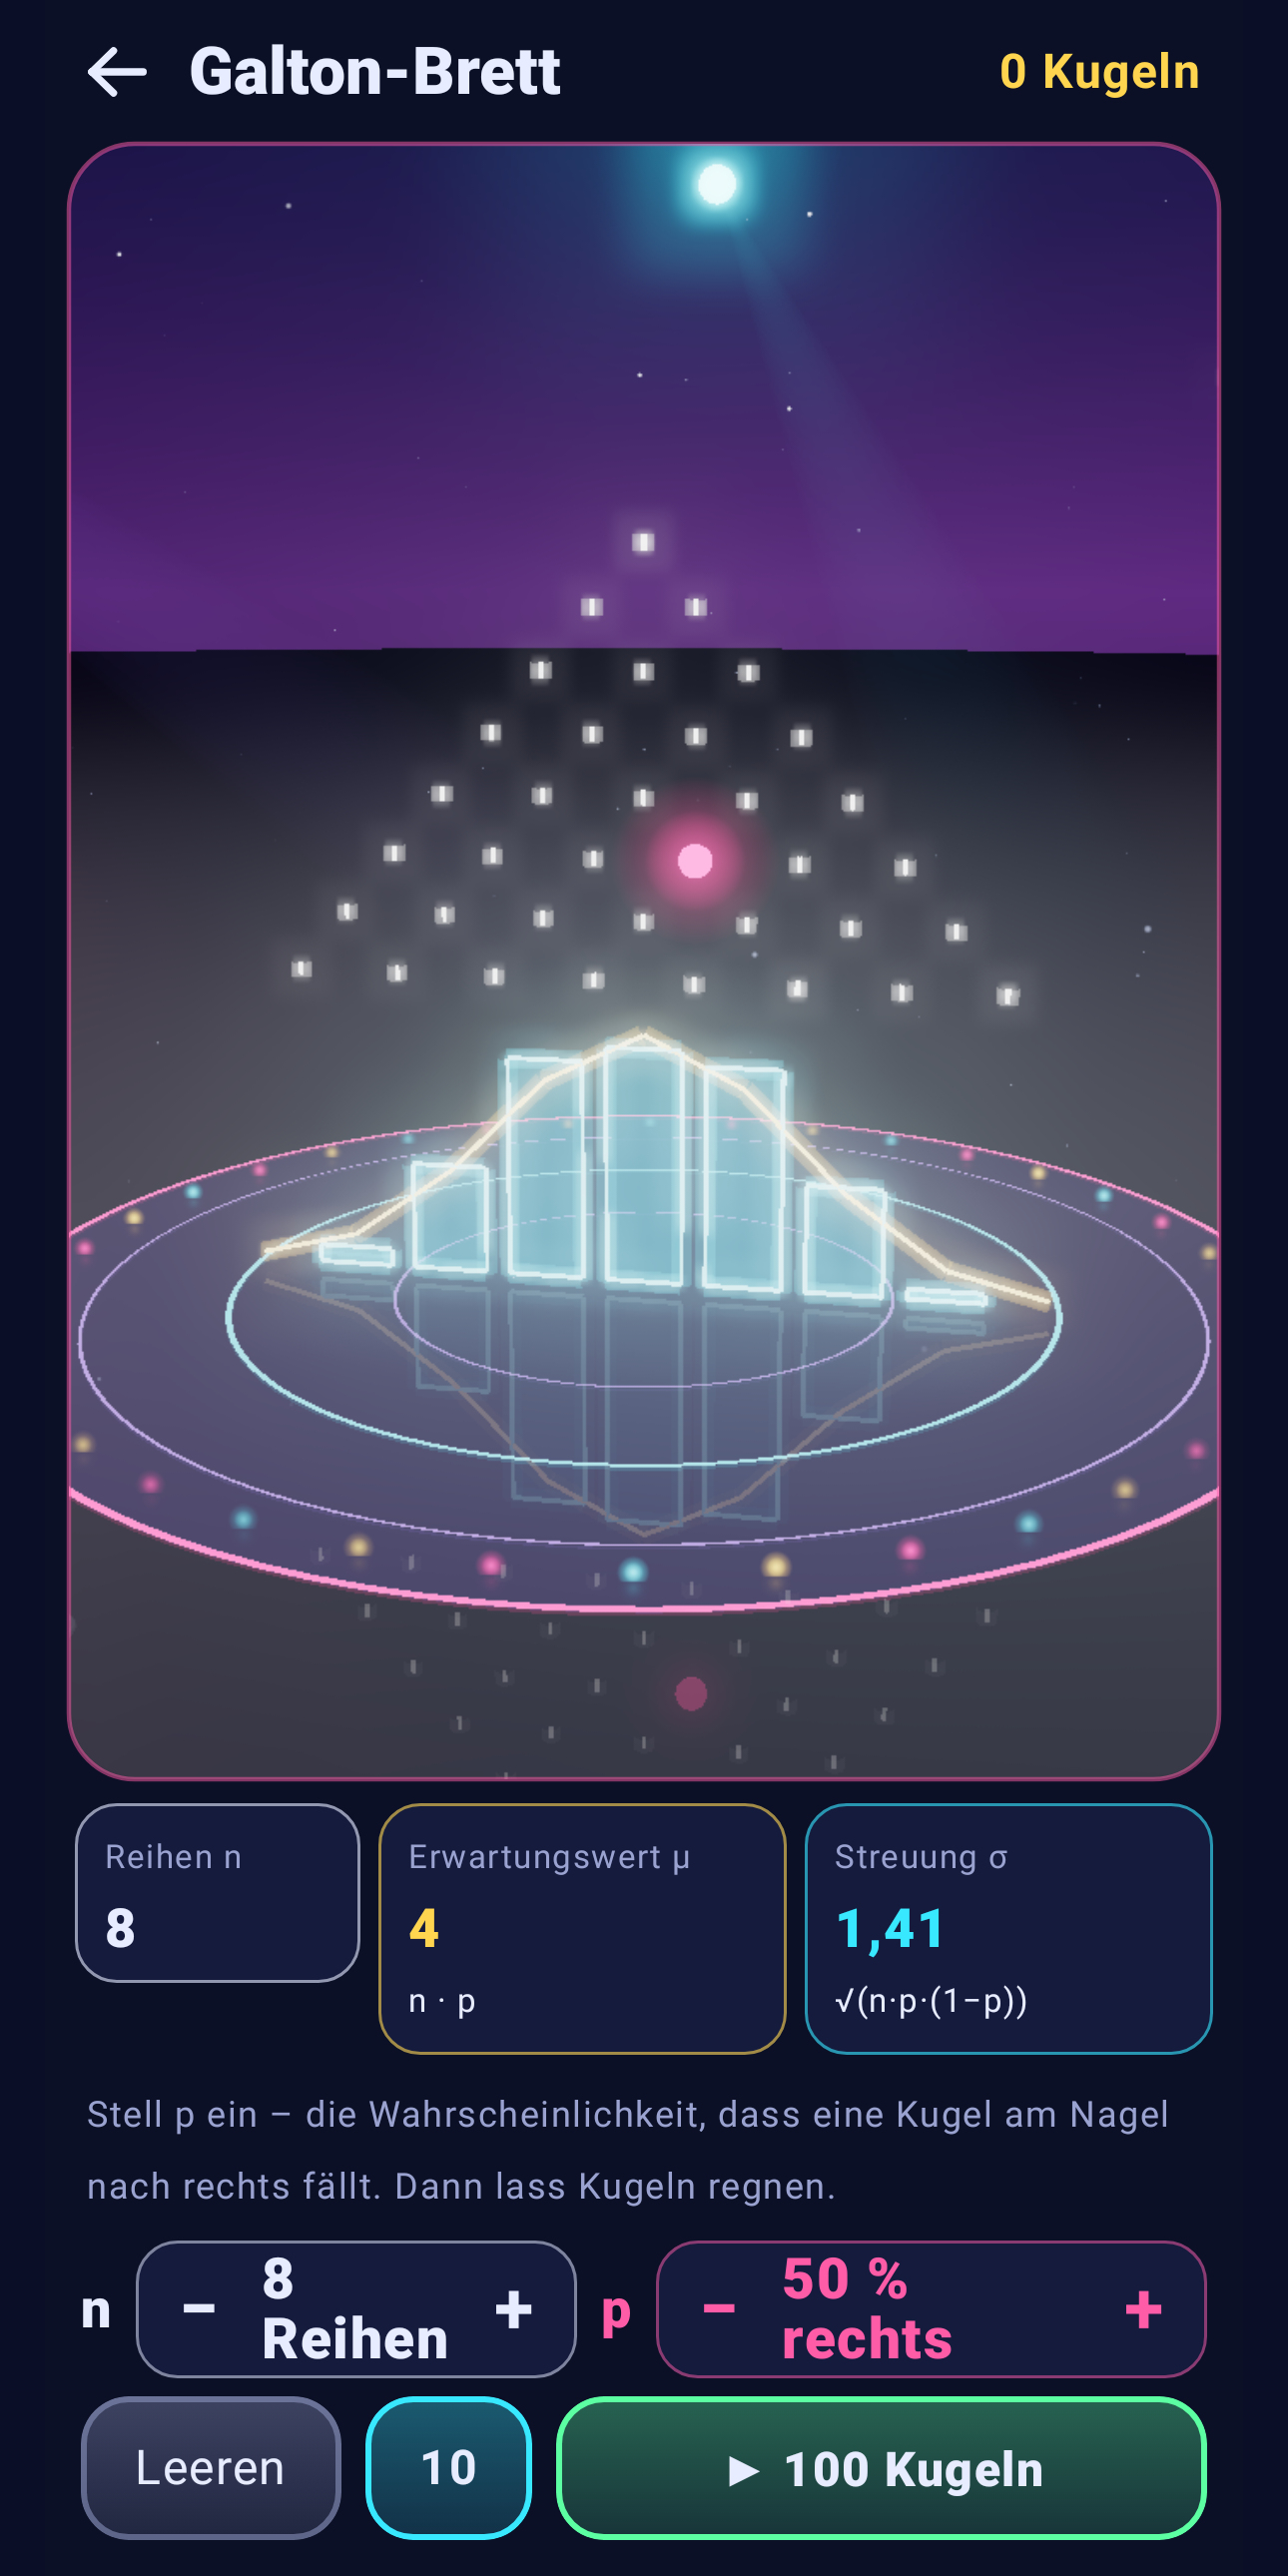 Galton-Brett
0 Kugeln
Reihen n
8
Erwartungswert μ
4
n · p
Streuung σ
1,41
√(n·p·(1−p))
Stell p ein – die Wahrscheinlichkeit, dass eine Kugel am Nagel
nach rechts fällt. Dann lass Kugeln regnen.
n
−
8
Reihen
+
p
−
50 %
rechts
+
Leeren
10
▶ 100 Kugeln